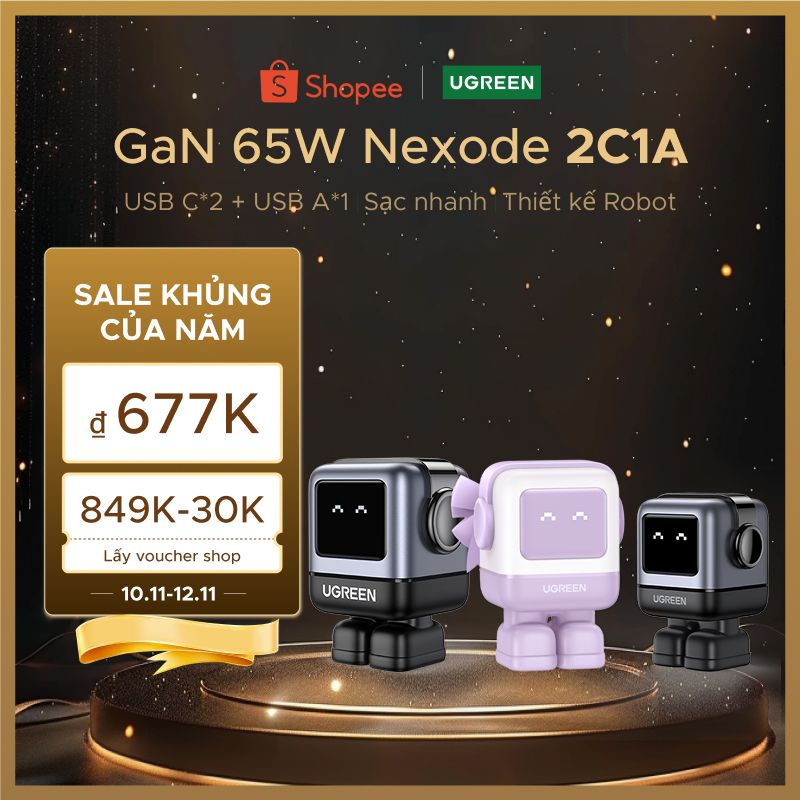 Shopee | UGREEN
GaN 65W Nexode 2C1A
USB C*2 + USB A*1 | Sạc nhanh | Thiết kế Robot
SALE KHỦNG
CỦA NĂM
₫ 677K
849K-30K
Lấy voucher shop
10.11-12.11
UGREEN
UGREEN
UGREEN